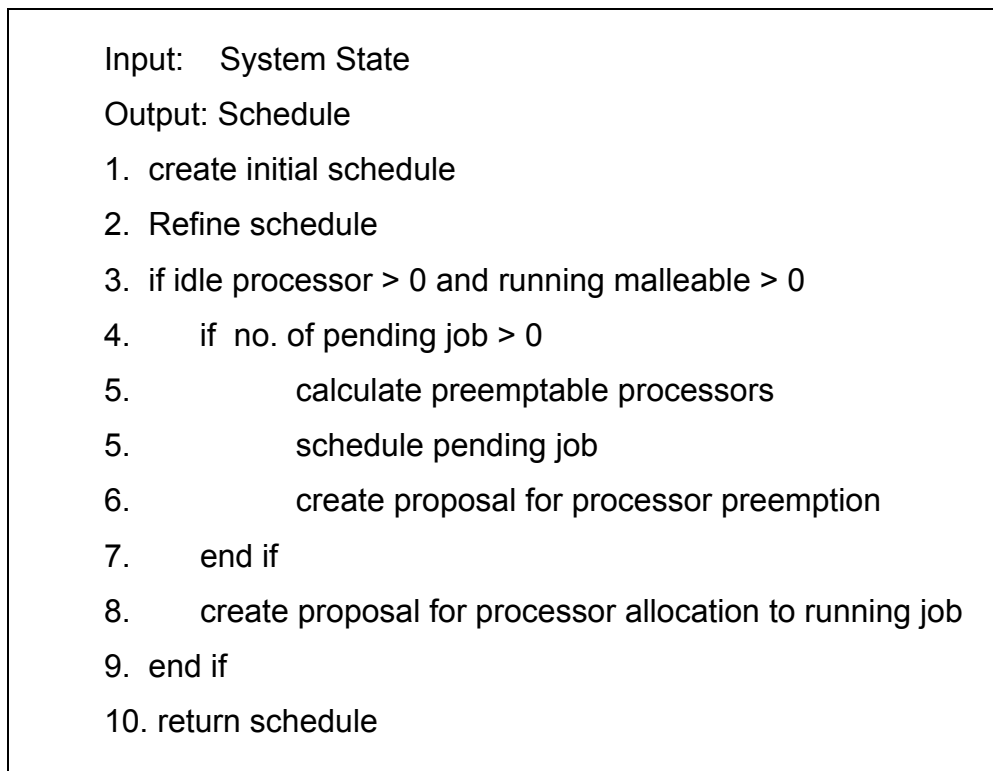 Input: System State
Output: Schedule
1. create initial schedule
2. Refine schedule
3. if idle processor > 0 and running malleable > 0
4. if no. of pending job > 0
5. calculate preemptable processors
5. schedule pending job
6. create proposal for processor preemption
7. end if
8. create proposal for processor allocation to running job
9. end if
10. return schedule